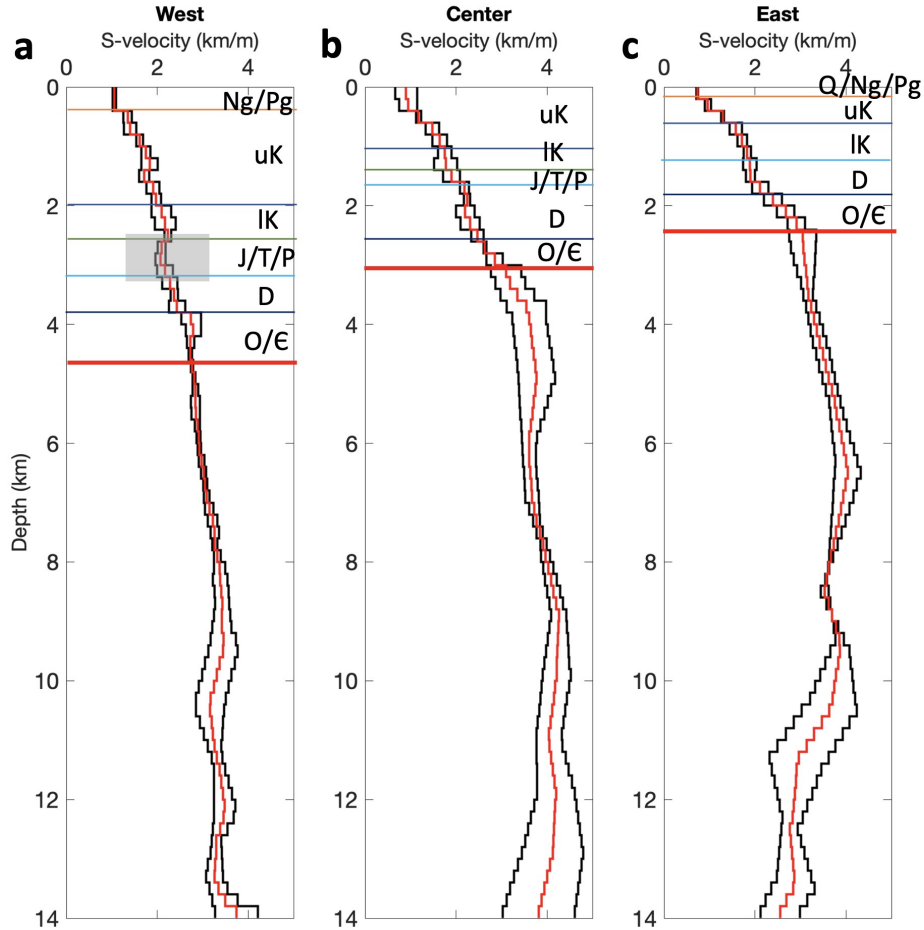 West
a
S-velocity (km/m)
0 2 4
0
2
4
6
8
10
12
14
Depth (km)
Ng/Pg
uK
lK
J/T/P
D
O/Є
Center
b
S-velocity (km/m)
0 2 4
0
2
4
6
8
10
12
14
uK
lK
J/T/P
D
O/Є
East
c
S-velocity (km/m)
0 2 4
0
2
4
6
8
10
12
14
Q/Ng/Pg
uK
lK
D
O/Є